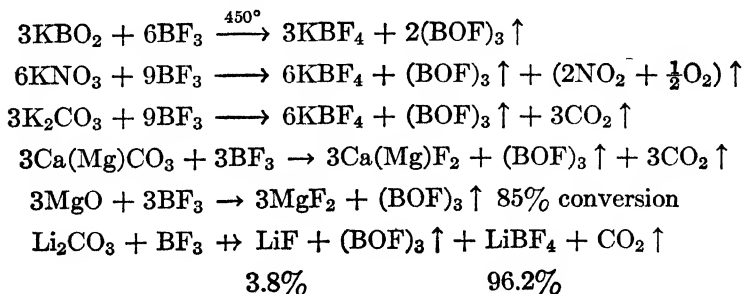 3KBO₂ + 6BF₃ —450°→ 3KBF₄ + 2(BOF)₃ ↑
6KNO₃ + 9BF₃ ⟶ 6KBF₄ + (BOF)₃ ↑ + (2NO₂ + ½O₂) ↑
3K₂CO₃ + 9BF₃ ⟶ 6KBF₄ + (BOF)₃ ↑ + 3CO₂ ↑
3Ca(Mg)CO₃ + 3BF₃ → 3Ca(Mg)F₂ + (BOF)₃ ↑ + 3CO₂ ↑
3MgO + 3BF₃ → 3MgF₂ + (BOF)₃ ↑ 85% conversion
Li₂CO₃ + BF₃ ↛ LiF + (BOF)₃ ↑ + LiBF₄ + CO₂ ↑
3.8% 96.2%